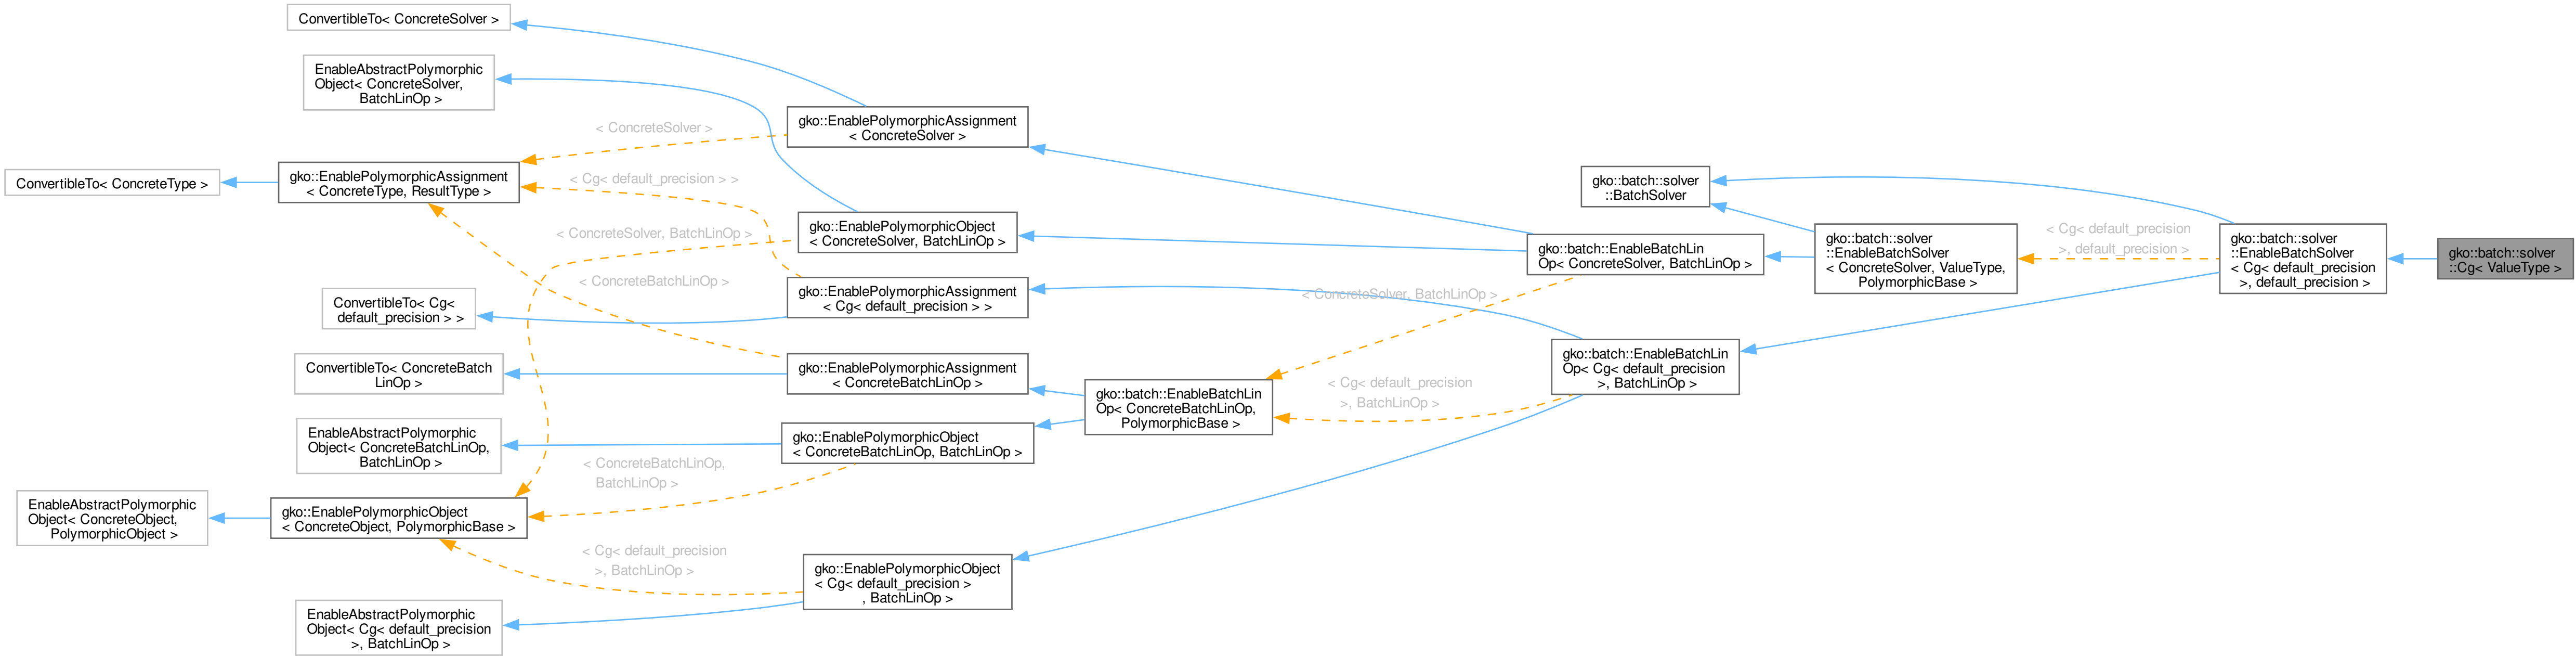 ConvertibleTo< ConcreteSolver >
EnableAbstractPolymorphic
Object< ConcreteSolver,
BatchLinOp >
gko::EnablePolymorphicAssignment
< ConcreteSolver >
< ConcreteSolver >
ConvertibleTo< ConcreteType >
gko::EnablePolymorphicAssignment
< ConcreteType, ResultType >
< Cg< default_precision > >
gko::batch::solver
::BatchSolver
gko::EnablePolymorphicObject
< ConcreteSolver, BatchLinOp >
< ConcreteSolver, BatchLinOp >
gko::batch::EnableBatchLin
Op< ConcreteSolver, BatchLinOp >
gko::batch::solver
::EnableBatchSolver
< ConcreteSolver, ValueType,
PolymorphicBase >
< Cg< default_precision
>, default_precision >
gko::batch::solver
::EnableBatchSolver
< Cg< default_precision
>, default_precision >
gko::batch::solver
::Cg< ValueType >
< ConcreteBatchLinOp >
ConvertibleTo< Cg<
default_precision > >
gko::EnablePolymorphicAssignment
< Cg< default_precision > >
< ConcreteSolver, BatchLinOp >
ConvertibleTo< ConcreteBatch
LinOp >
gko::EnablePolymorphicAssignment
< ConcreteBatchLinOp >
gko::batch::EnableBatchLin
Op< ConcreteBatchLinOp,
PolymorphicBase >
< Cg< default_precision
>, BatchLinOp >
gko::batch::EnableBatchLin
Op< Cg< default_precision
>, BatchLinOp >
EnableAbstractPolymorphic
Object< ConcreteBatchLinOp,
BatchLinOp >
gko::EnablePolymorphicObject
< ConcreteBatchLinOp, BatchLinOp >
< ConcreteBatchLinOp,
BatchLinOp >
EnableAbstractPolymorphic
Object< ConcreteObject,
PolymorphicObject >
gko::EnablePolymorphicObject
< ConcreteObject, PolymorphicBase >
< Cg< default_precision
>, BatchLinOp >
gko::EnablePolymorphicObject
< Cg< default_precision >
, BatchLinOp >
EnableAbstractPolymorphic
Object< Cg< default_precision
>, BatchLinOp >